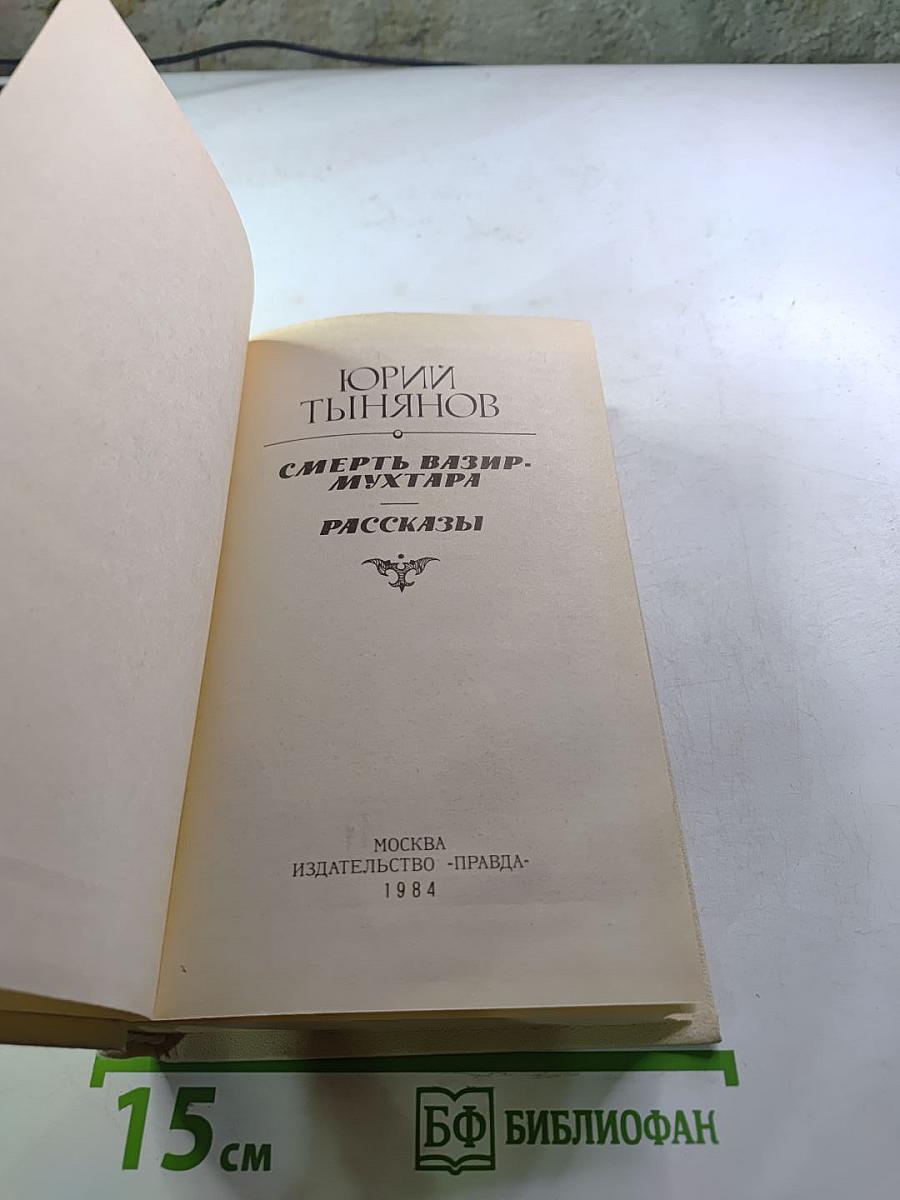 ЮРИЙ
ТЫНЯНОВ
СМЕРТЬ ВАЗИР-
МУХТАРА
РАССКАЗЫ
МОСКВА
ИЗДАТЕЛЬСТВО «ПРАВДА»
1984
15 см
БФ БИБЛИОФАН